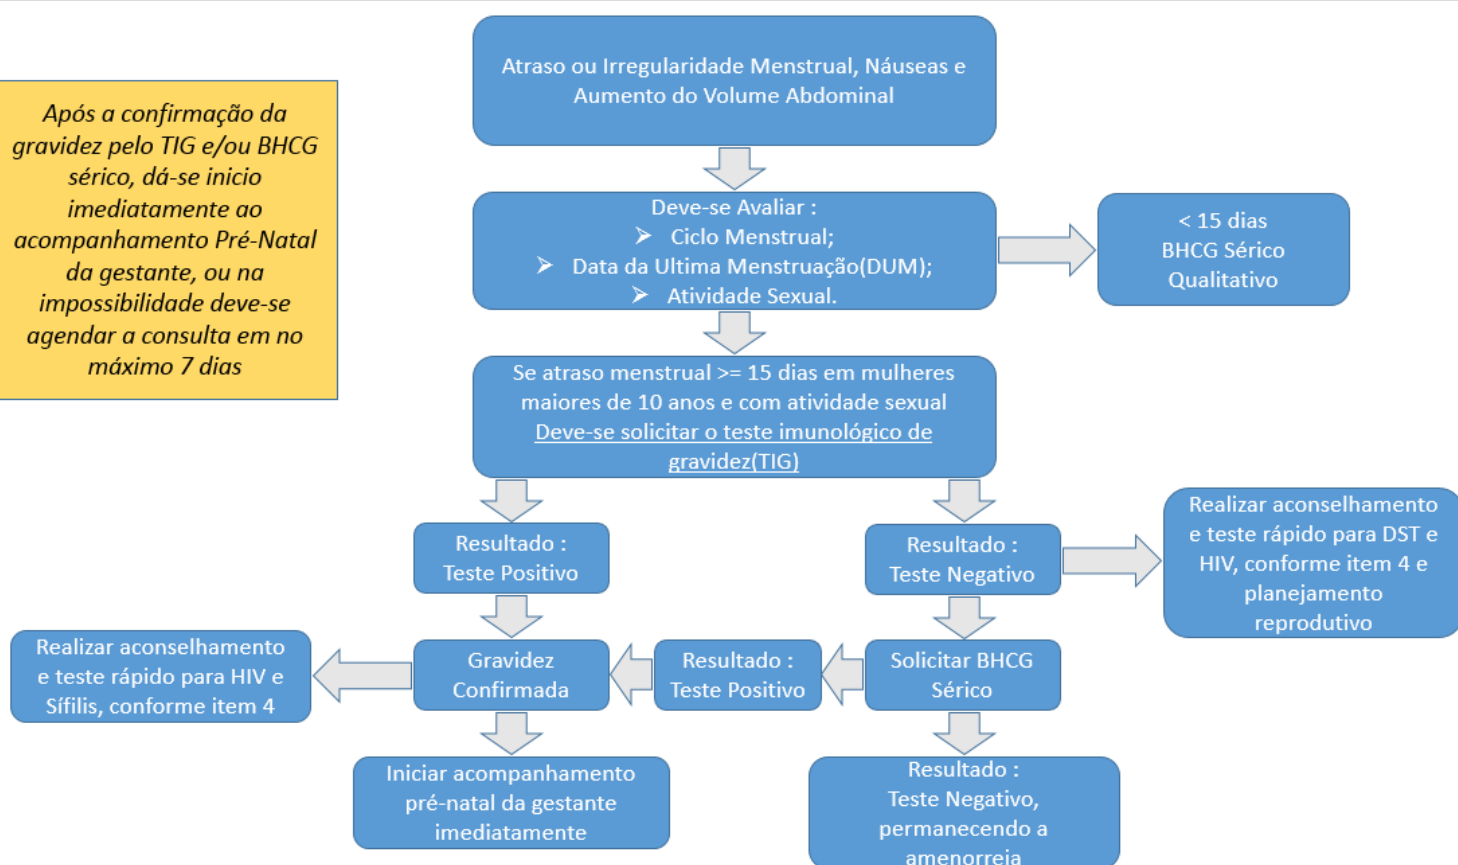 Atraso ou Irregularidade Menstrual, Náuseas e
Aumento do Volume Abdominal
Após a confirmação da
gravidez pelo TIG e/ou BHCG
sérico, dá-se inicio
imediatamente ao
acompanhamento Pré-Natal
da gestante, ou na
impossibilidade deve-se
agendar a consulta em no
máximo 7 dias
Deve-se Avaliar :
➢ Ciclo Menstrual;
➢ Data da Ultima Menstruação(DUM);
➢ Atividade Sexual.
< 15 dias
BHCG Sérico
Qualitativo
Se atraso menstrual >= 15 dias em mulheres
maiores de 10 anos e com atividade sexual
Deve-se solicitar o teste imunológico de
gravidez(TIG)
Resultado :
Teste Positivo
Resultado :
Teste Negativo
Realizar aconselhamento
e teste rápido para DST e
HIV, conforme item 4 e
planejamento
reprodutivo
Realizar aconselhamento
e teste rápido para HIV e
Sífilis, conforme item 4
Gravidez
Confirmada
Resultado :
Teste Positivo
Solicitar BHCG
Sérico
Iniciar acompanhamento
pré-natal da gestante
imediatamente
Resultado :
Teste Negativo,
permanecendo a
amenorreia